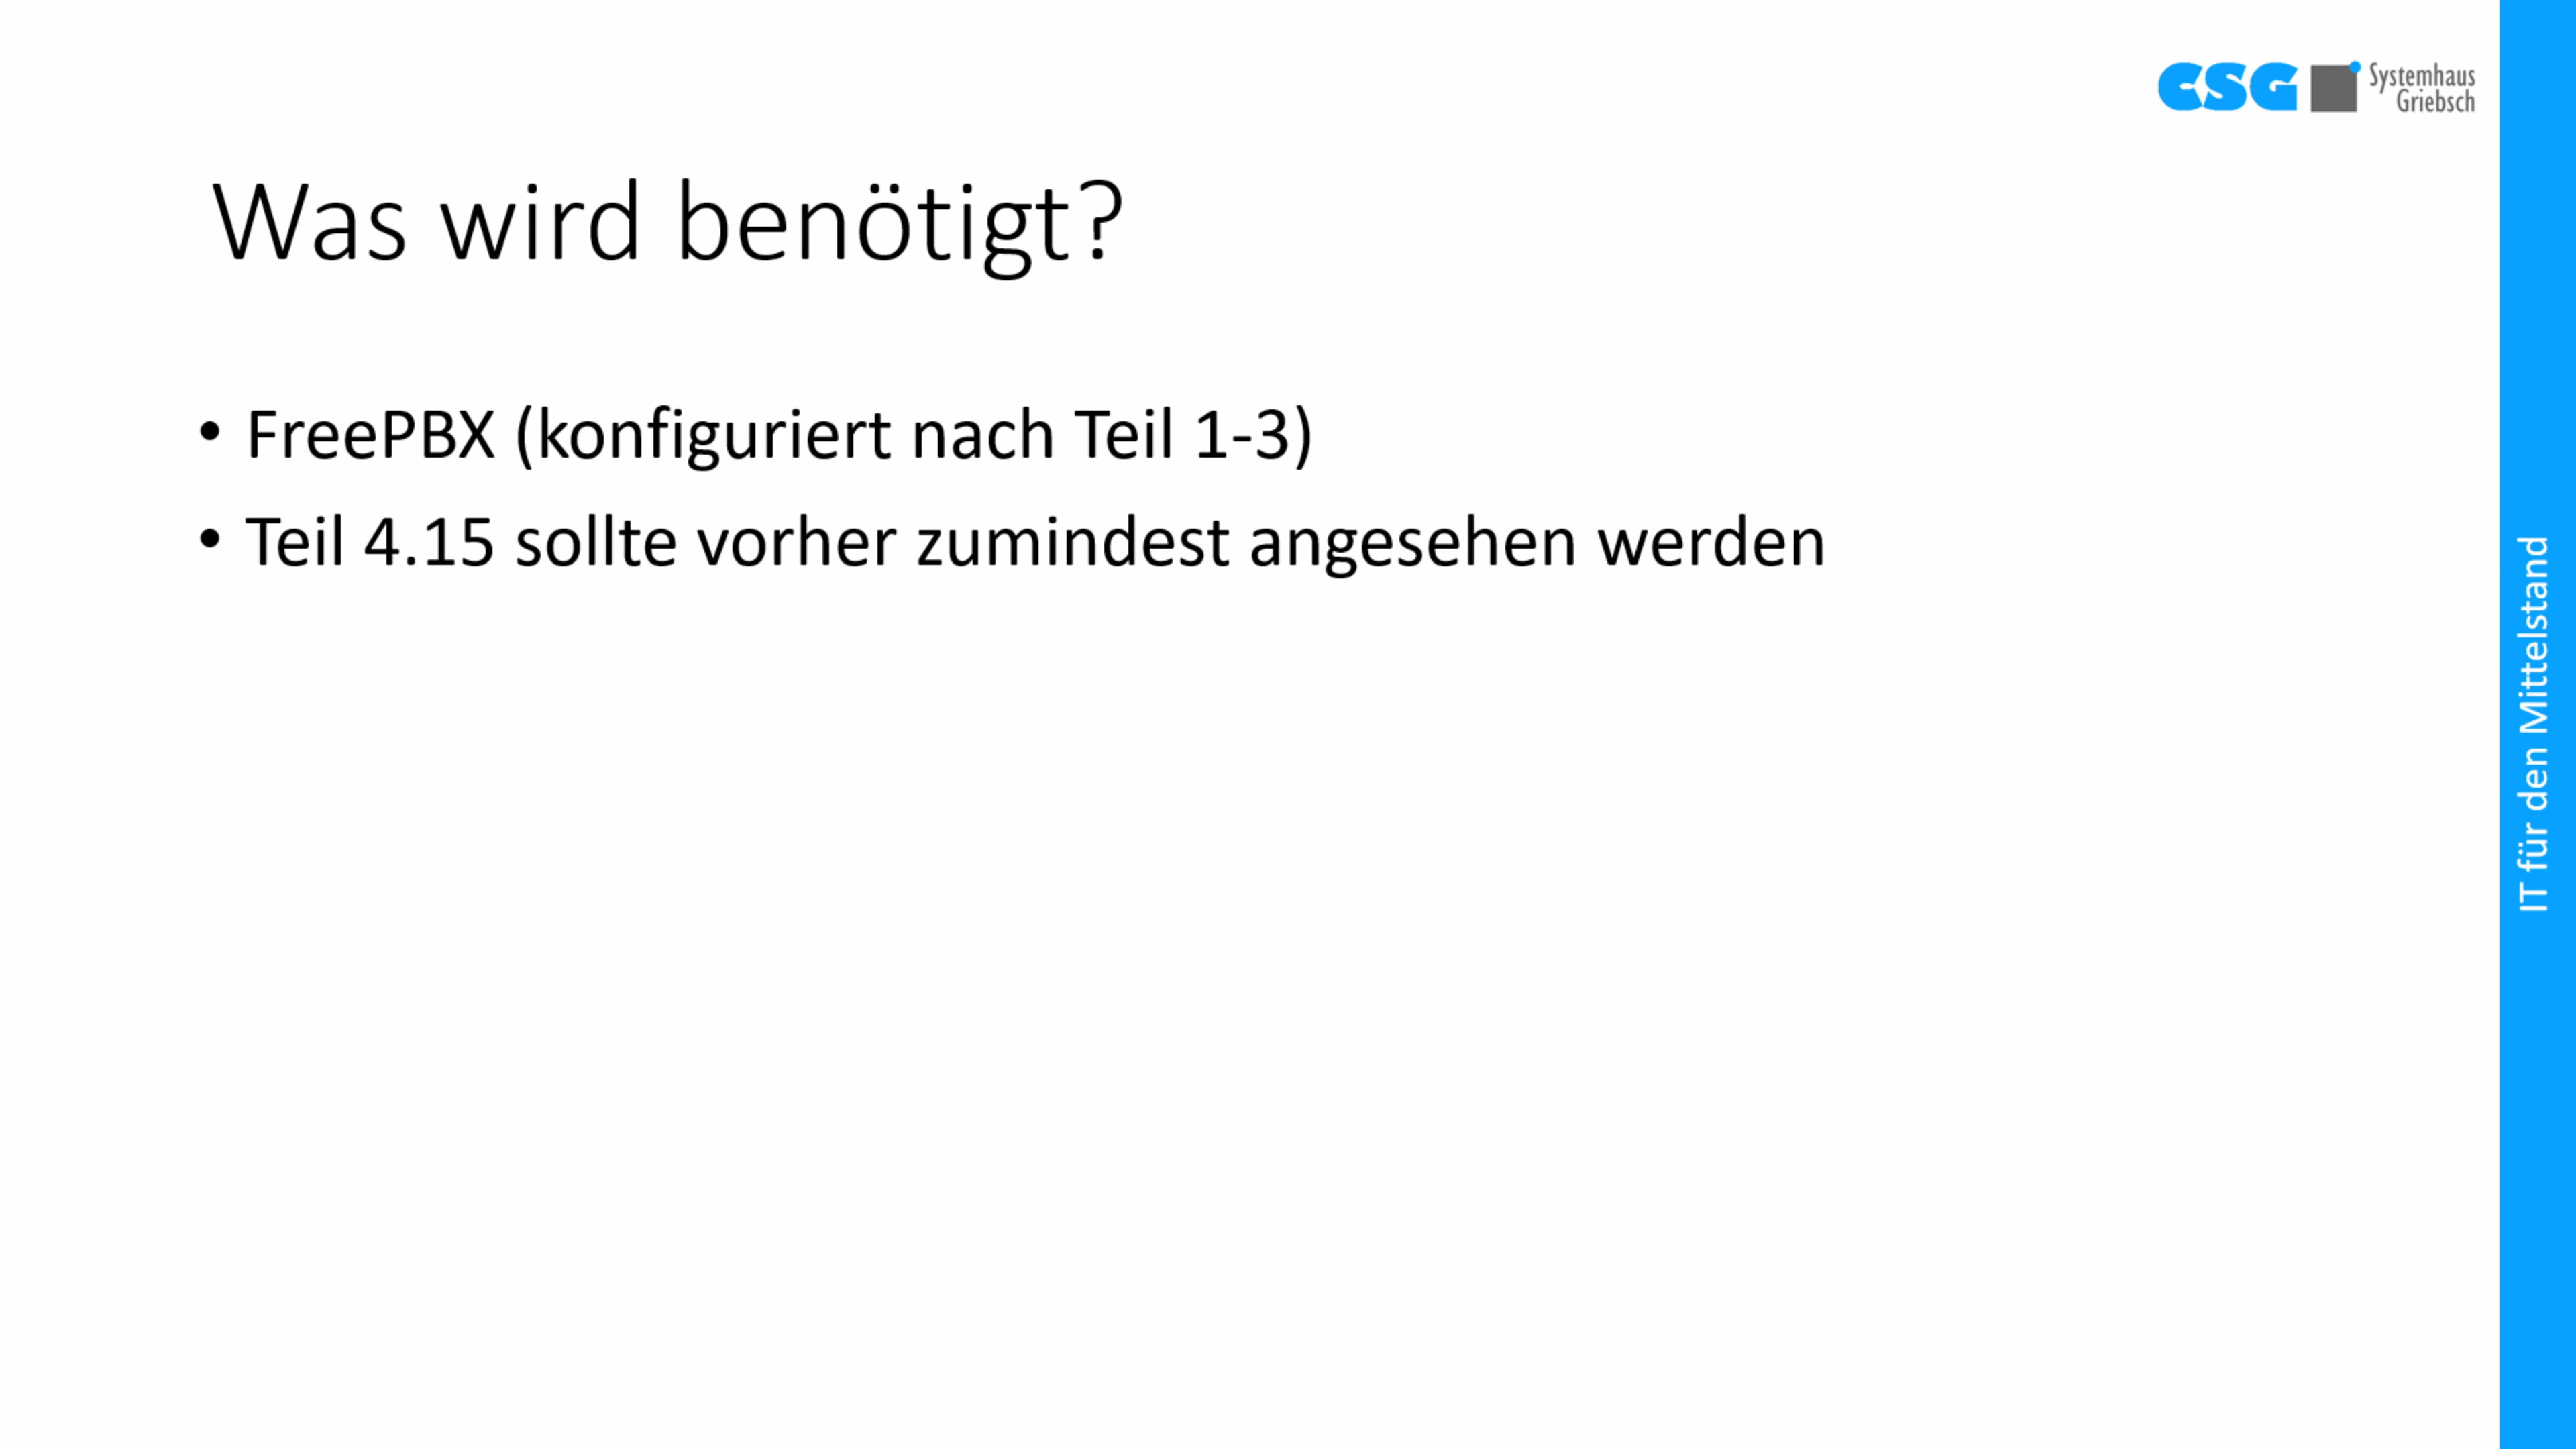 CSG Systemhaus
Griebsch
Was wird benötigt?
• FreePBX (konfiguriert nach Teil 1-3)
• Teil 4.15 sollte vorher zumindest angesehen werden
IT für den Mittelstand